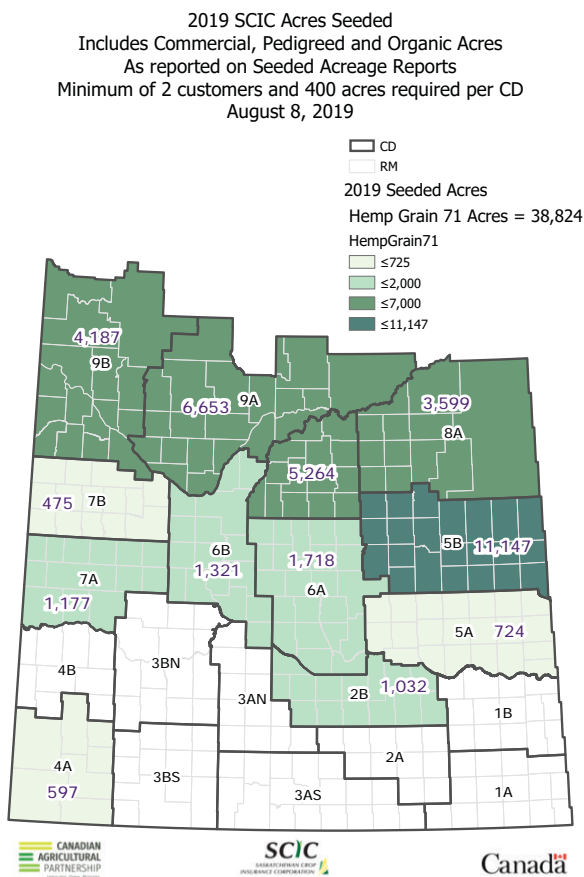 2019 SCIC Acres Seeded
Includes Commercial, Pedigreed and Organic Acres
As reported on Seeded Acreage Reports
Minimum of 2 customers and 400 acres required per CD
August 8, 2019
CD
RM
2019 Seeded Acres
Hemp Grain 71 Acres = 38,824
HempGrain71
≤725
≤2,000
≤7,000
≤11,147
4,187
9B
6,653
9A
3,599
8A
5,264
475
7B
6B
1,321
1,718
6A
5B
11,147
7A
1,177
5A
724
4B
3BN
3AN
2B
1,032
1B
4A
597
3BS
3AS
2A
1A
CANADIAN
AGRICULTURAL
PARTNERSHIP
SCIC
SASKATCHEWAN CROP
INSURANCE CORPORATION
Canada